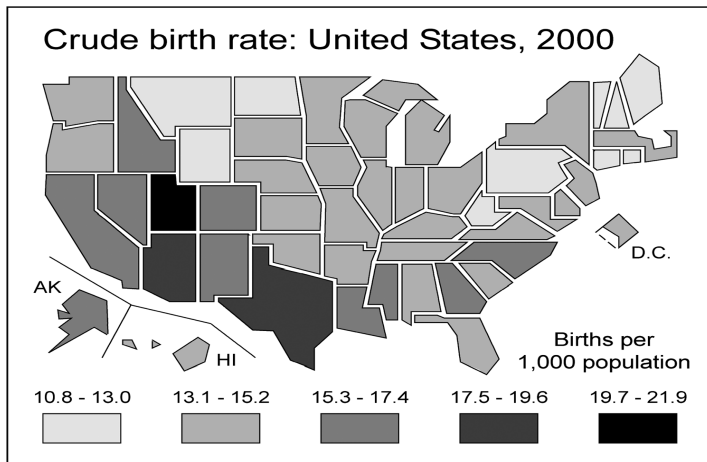 Crude birth rate: United States, 2000
D.C.
AK
HI
Births per
1,000 population
10.8 - 13.0 13.1 - 15.2 15.3 - 17.4 17.5 - 19.6 19.7 - 21.9